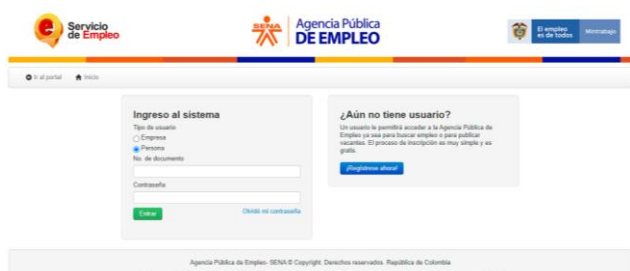 Servicio
de Empleo
SENA
Agencia Pública
DE EMPLEO
El empleo
es de todos
Mintrabajo
Ir al portal
Inicio
Ingreso al sistema
Tipo de usuario
Empresa
Persona
No. de documento
Contraseña
Entrar
Olvidó mi contraseña
¿Aún no tiene usuario?
Un usuario le permitirá acceder a la Agencia Pública de
Empleo ya sea para buscar empleo o para publicar
vacantes. El proceso de inscripción es muy simple y es
gratis.
¡Regístrese ahora!
Agencia Pública de Empleo- SENA © Copyright. Derechos reservados. República de Colombia